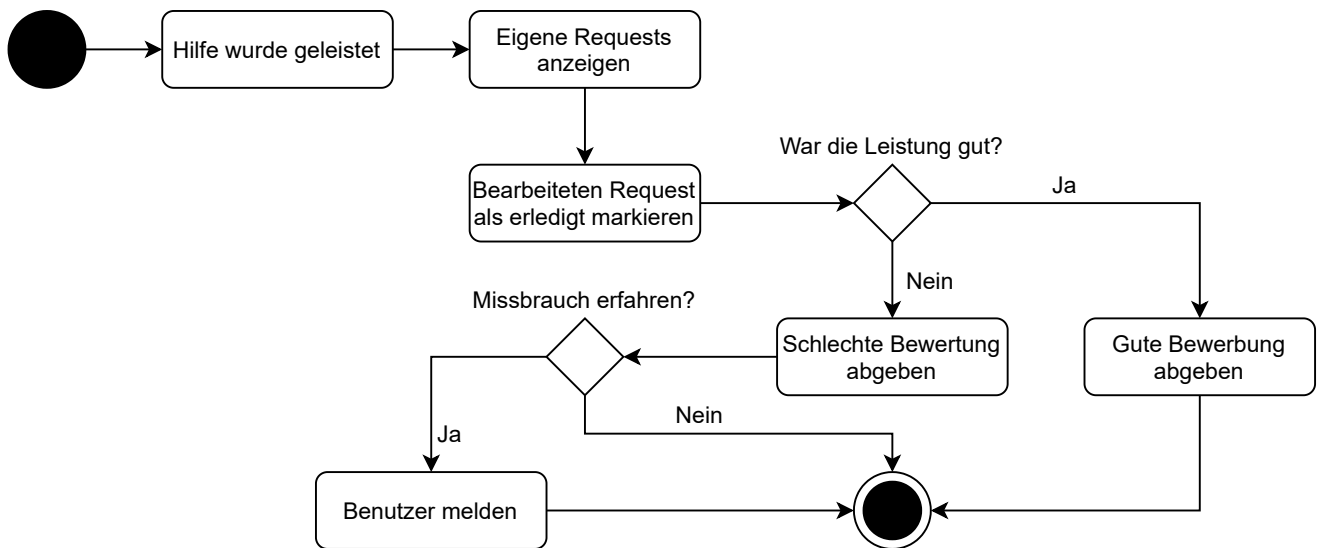 Hilfe wurde geleistet
Eigene Requests
anzeigen
Bearbeiteten Request
als erledigt markieren
War die Leistung gut?
Ja
Nein
Missbrauch erfahren?
Schlechte Bewertung
abgeben
Gute Bewerbung
abgeben
Nein
Ja
Benutzer melden